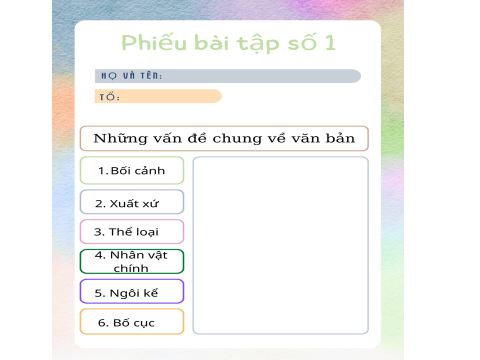 Phiếu bài tập số 1
HỌ VÀ TÊN:
TỔ:
Những vấn đề chung về văn bản
1.Bối cảnh
2. Xuất xứ
3. Thể loại
4. Nhân vật
chính
5. Ngôi kể
6. Bố cục